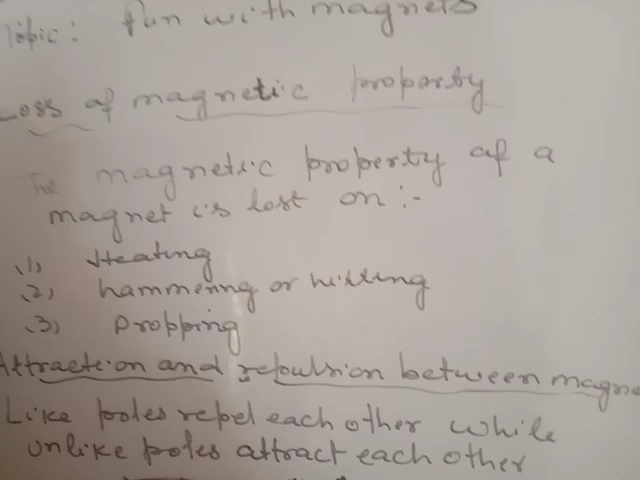 Topic: Fun with magnets
Loss of magnetic property
The magnetic property of a
magnet is lost on :-
(1) Heating
(2) hammering or hitting
(3) Dropping
Attraction and repulsion between magne
Like poles repel each other while
unlike poles attract each other